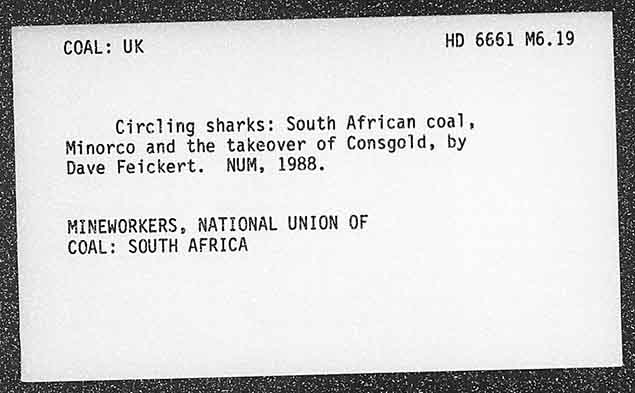 COAL: UK HD 6661 M6.19
Circling sharks: South African coal,
Minorco and the takeover of Consgold, by
Dave Feickert. NUM, 1988.
MINEWORKERS, NATIONAL UNION OF
COAL: SOUTH AFRICA